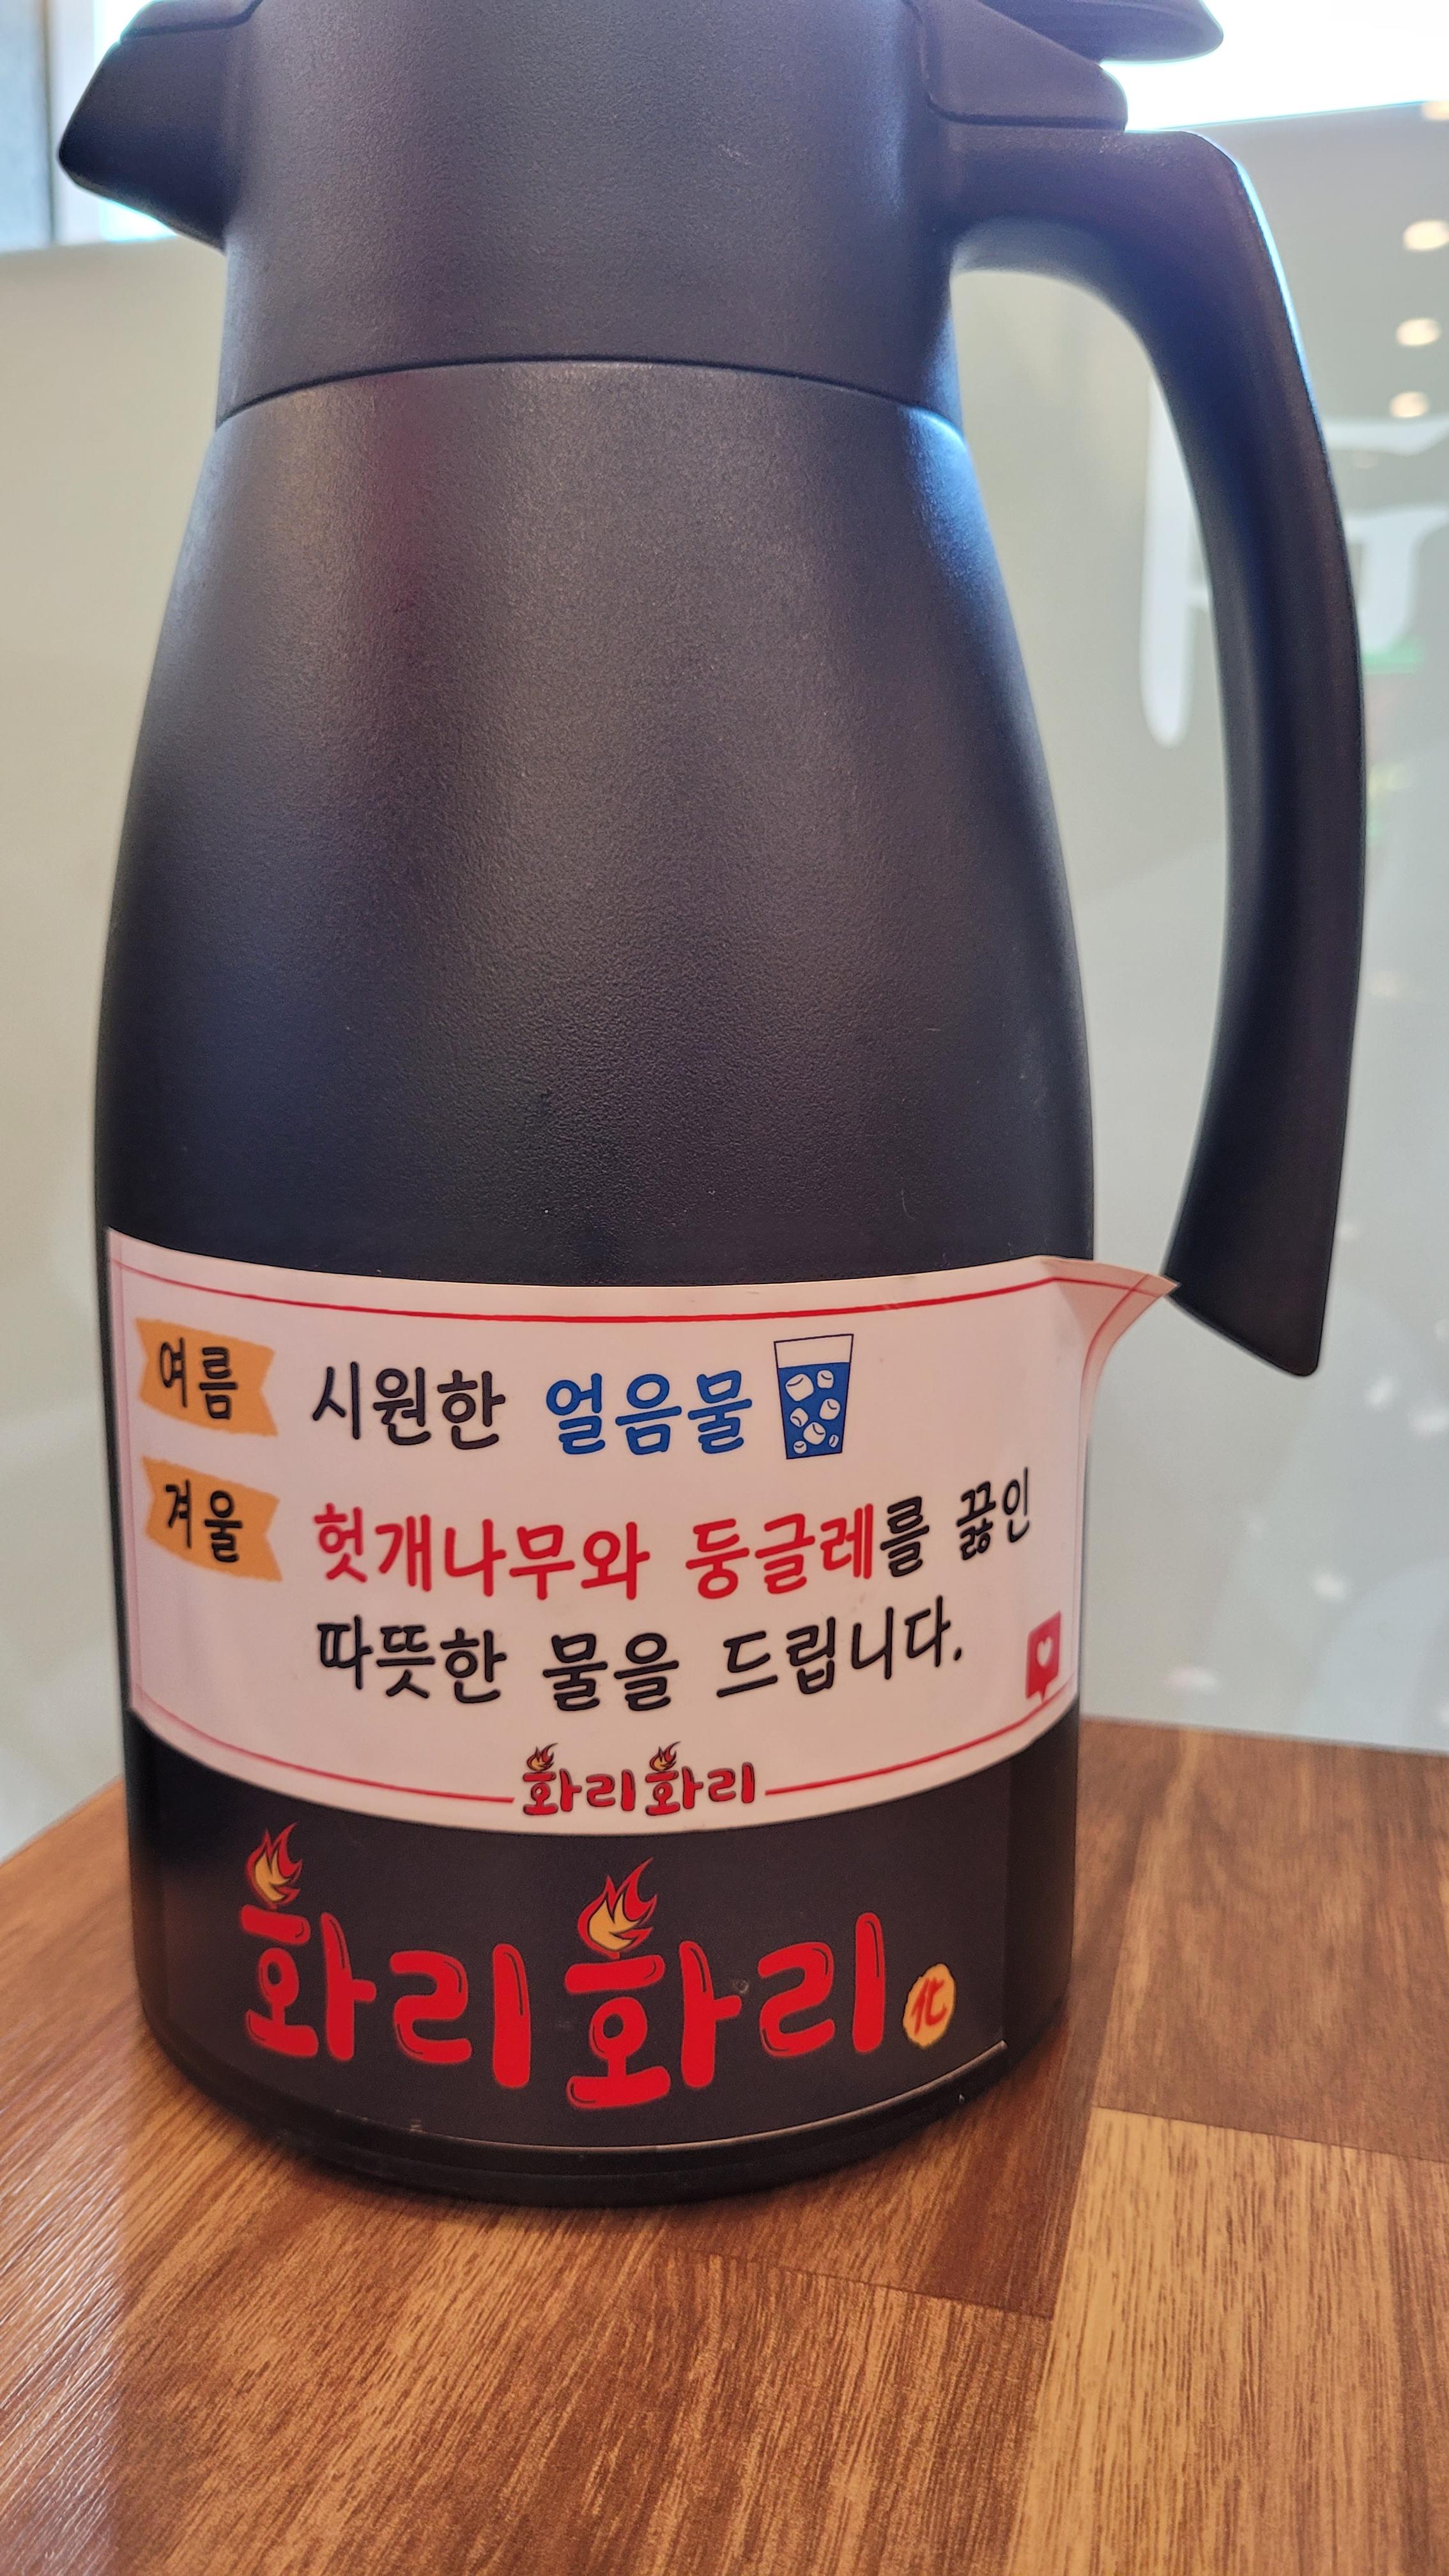 여름 시원한 얼음물
겨울 헛개나무와 둥글레를 끓인
따뜻한 물을 드립니다.
화리화리
화리화리
化